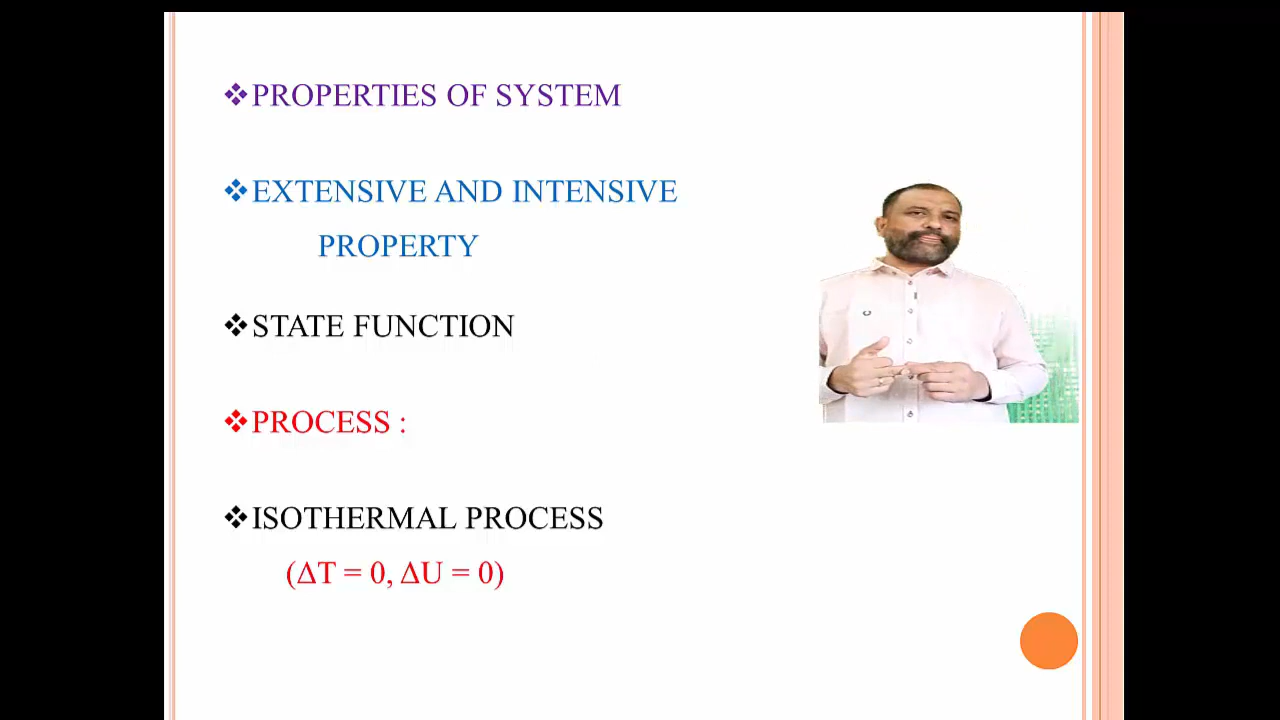 ❖PROPERTIES OF SYSTEM
❖EXTENSIVE AND INTENSIVE
PROPERTY
❖STATE FUNCTION
❖PROCESS :
❖ISOTHERMAL PROCESS
(ΔT = 0, ΔU = 0)